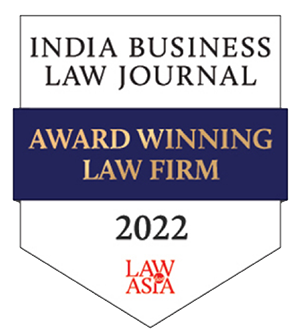 INDIA BUSINESS
LAW JOURNAL
AWARD WINNING
LAW FIRM
2022
LAW
ASIA